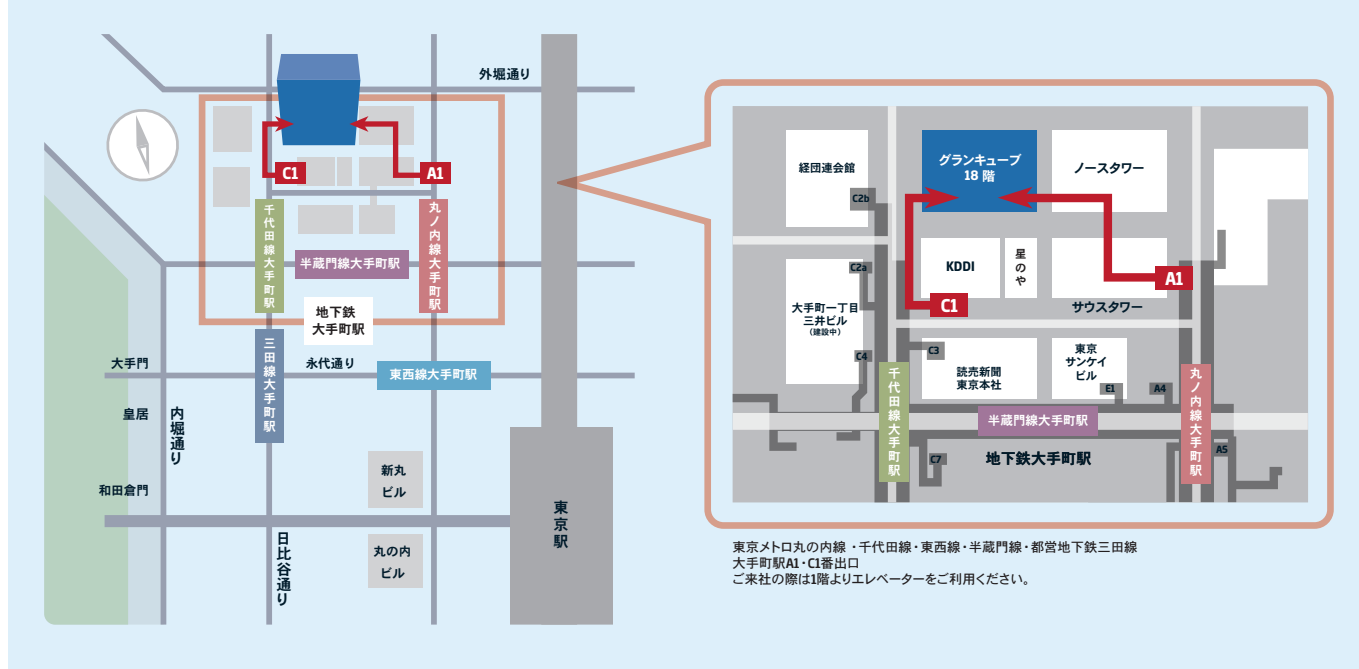 外堀通り
C1
A1
千代田線大手町駅
丸ノ内線大手町駅
半蔵門線大手町駅
地下鉄
大手町駅
三田線大手町駅
大手門
永代通り
東西線大手町駅
皇居
内堀通り
新丸
ビル
和田倉門
東京駅
日比谷通り
丸の内
ビル
経団連会館
グランキューブ
18 階
ノースタワー
C2b
KDDI
星のや
C2a
A1
C1
サウスタワー
大手町一丁目
三井ビル
(建設中)
C4
C3
読売新聞
東京本社
東京
サンケイ
ビル
E1
A4
千代田線大手町駅
丸ノ内線大手町駅
半蔵門線大手町駅
C7
地下鉄大手町駅
A5
東京メトロ丸の内線 ・千代田線・東西線・半蔵門線・都営地下鉄三田線
大手町駅A1・C1番出口
ご来社の際は1階よりエレベーターをご利用ください。